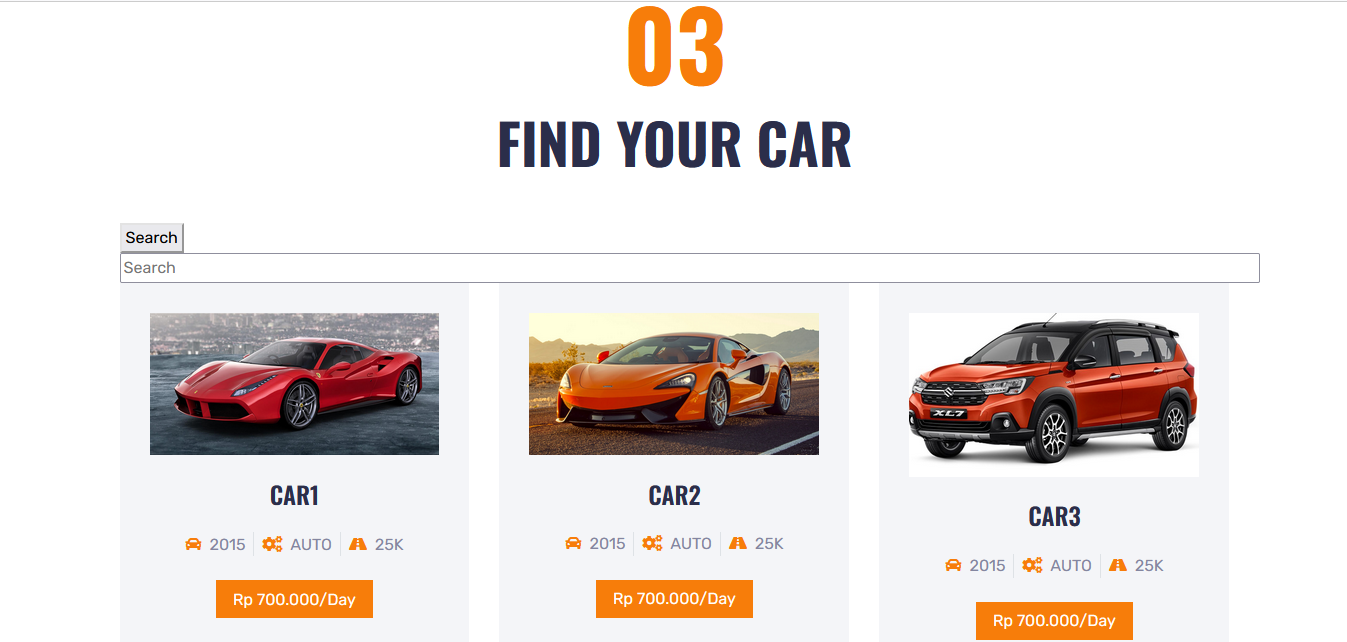 03
FIND YOUR CAR
Search
Search
XL7
CAR1
2015 AUTO 25K
Rp 700.000/Day
CAR2
2015 AUTO 25K
Rp 700.000/Day
CAR3
2015 AUTO 25K
Rp 700.000/Day